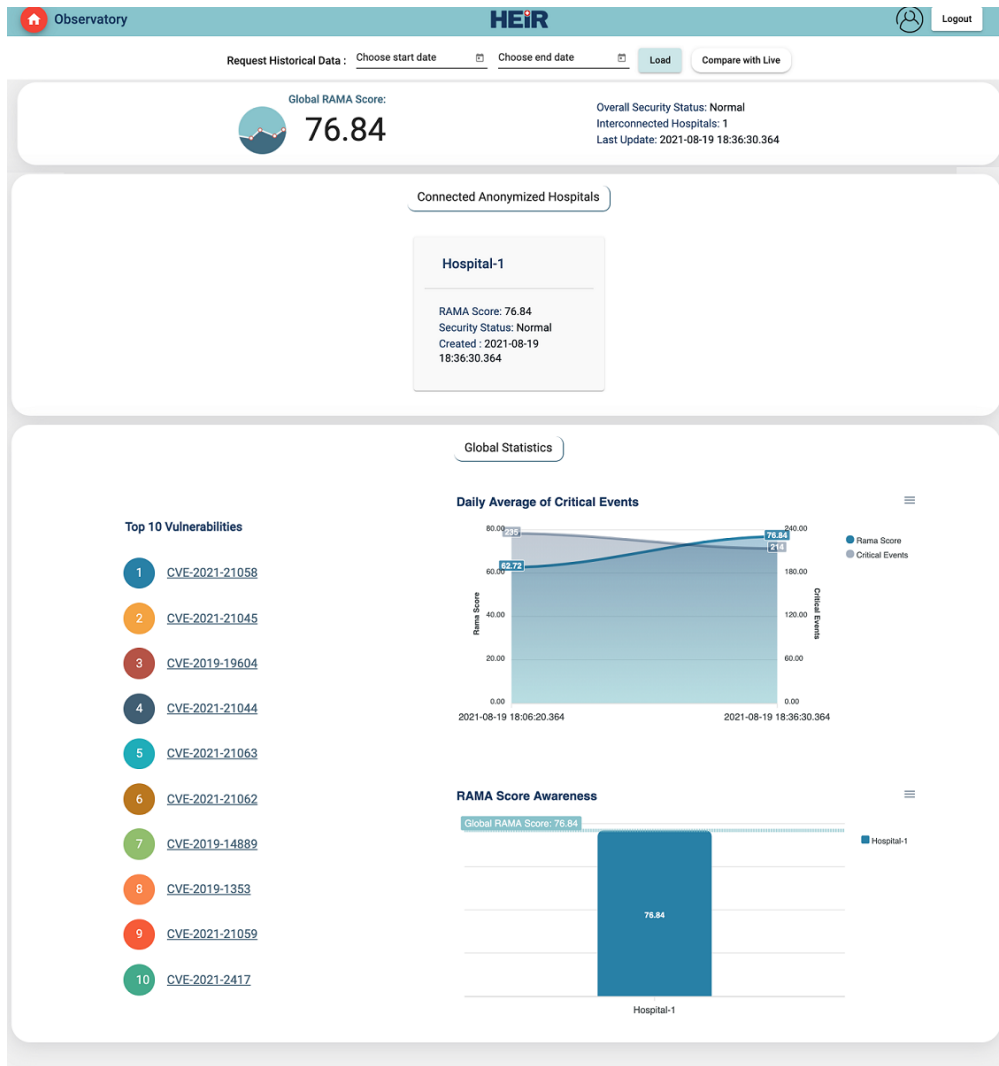 Observatory
HEiR
Logout
Request Historical Data :
Choose start date
Choose end date
Load
Compare with Live
Global RAMA Score:
76.84
Overall Security Status: Normal
Interconnected Hospitals: 1
Last Update: 2021-08-19 18:36:30.364
Connected Anonymized Hospitals
Hospital-1
RAMA Score: 76.84
Security Status: Normal
Created : 2021-08-19
18:36:30.364
Global Statistics
Top 10 Vulnerabilities
1 CVE-2021-21058
2 CVE-2021-21045
3 CVE-2019-19604
4 CVE-2021-21044
5 CVE-2021-21063
6 CVE-2021-21062
7 CVE-2019-14889
8 CVE-2019-1353
9 CVE-2021-21059
10 CVE-2021-2417
Daily Average of Critical Events
80.00
60.00
40.00
20.00
0.00
Rama Score
235
62.72
76.84
214
240.00
180.00
120.00
60.00
0.00
Critical Events
2021-08-19 18:06:20.364
2021-08-19 18:36:30.364
Rama Score
Critical Events
RAMA Score Awareness
Global RAMA Score: 76.84
76.84
Hospital-1
Hospital-1